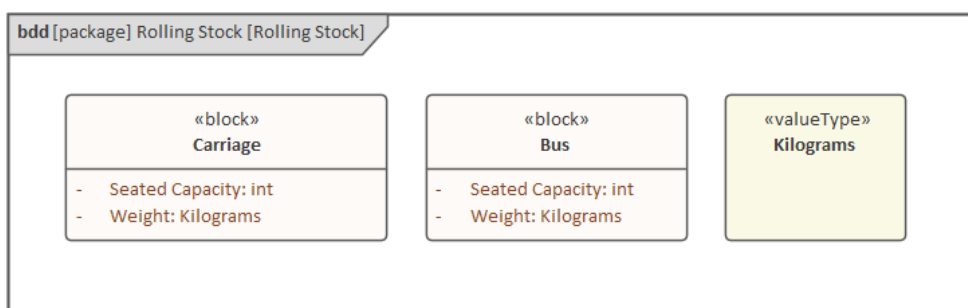 bdd [package] Rolling Stock [Rolling Stock]
«block»
Carriage
- Seated Capacity: int
- Weight: Kilograms
«block»
Bus
- Seated Capacity: int
- Weight: Kilograms
«valueType»
Kilograms